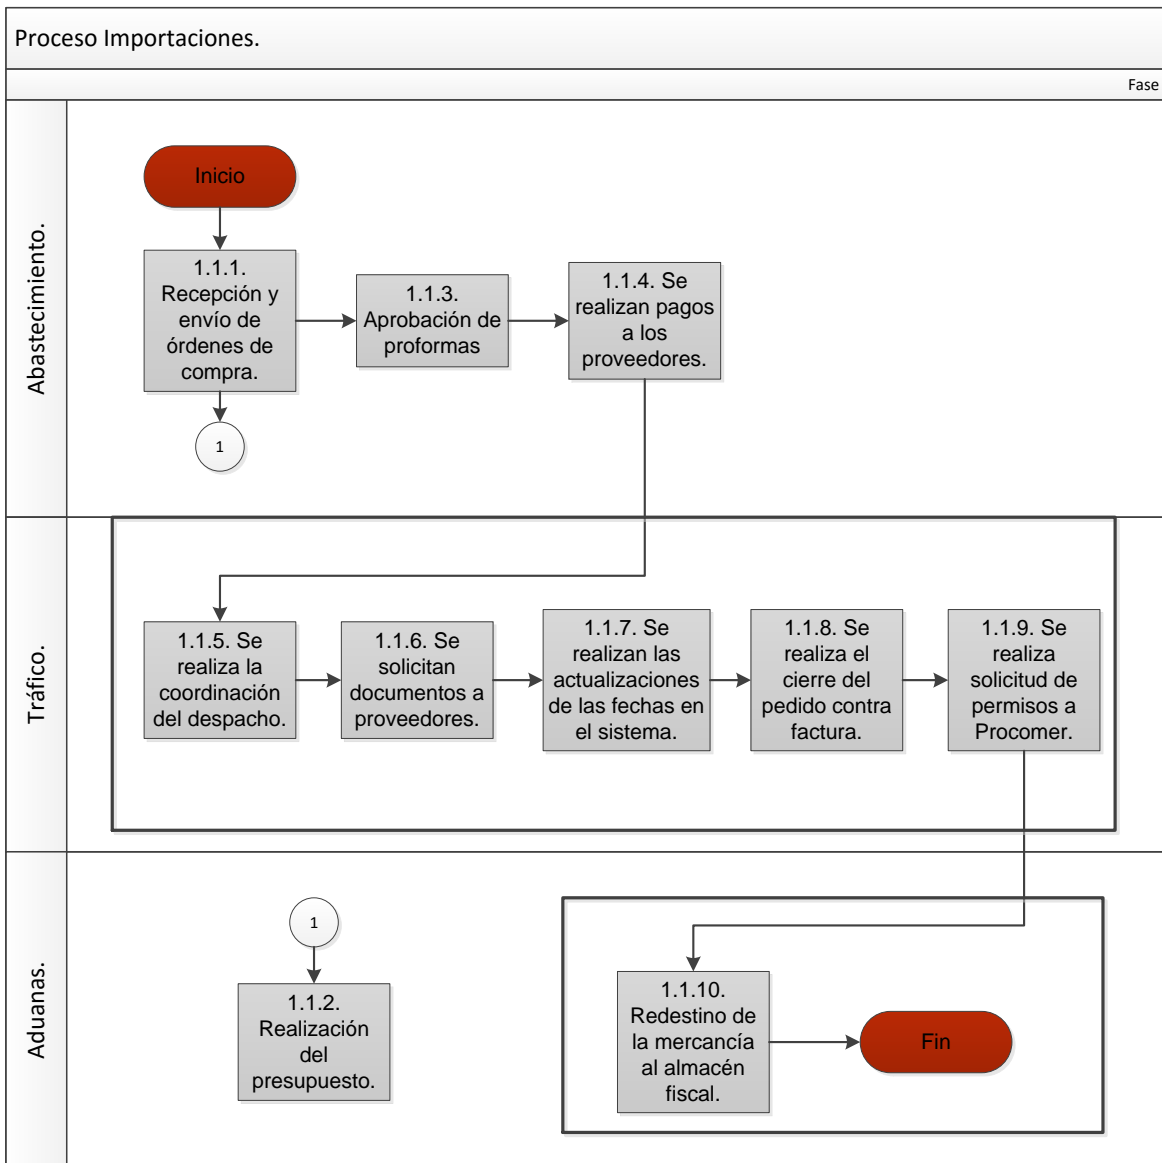 Proceso Importaciones.
Fase
Abastecimiento.
Inicio
1.1.1.
Recepción y
envío de
órdenes de
compra.
1.1.3.
Aprobación de
proformas
1.1.4. Se
realizan pagos
a los
proveedores.
1
Tráfico.
1.1.5. Se
realiza la
coordinación
del despacho.
1.1.6. Se
solicitan
documentos a
proveedores.
1.1.7. Se
realizan las
actualizaciones
de las fechas en
el sistema.
1.1.8. Se
realiza el
cierre del
pedido contra
factura.
1.1.9. Se
realiza
solicitud de
permisos a
Procomer.
Aduanas.
1
1.1.2.
Realización
del
presupuesto.
1.1.10.
Redestino de
la mercancía
al almacén
fiscal.
Fin